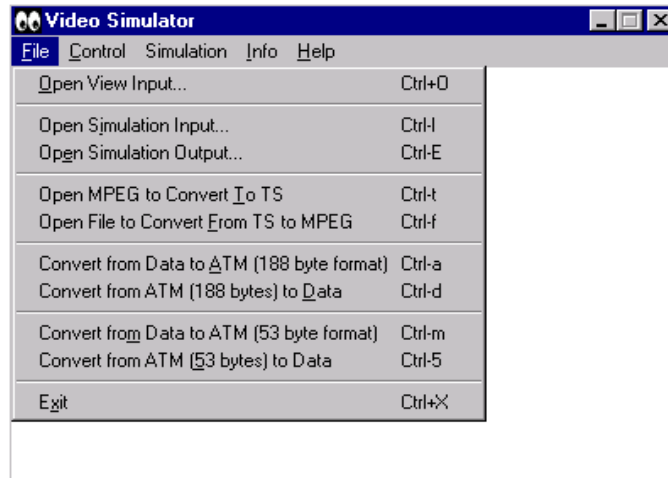 Video Simulator
File Control Simulation Info Help
Open View Input... Ctrl+O
Open Simulation Input... Ctrl-I
Open Simulation Output... Ctrl-E
Open MPEG to Convert To TS Ctrl-t
Open File to Convert From TS to MPEG Ctrl-f
Convert from Data to ATM (188 byte format) Ctrl-a
Convert from ATM (188 bytes) to Data Ctrl-d
Convert from Data to ATM (53 byte format) Ctrl-m
Convert from ATM (53 bytes) to Data Ctrl-5
Exit Ctrl+X